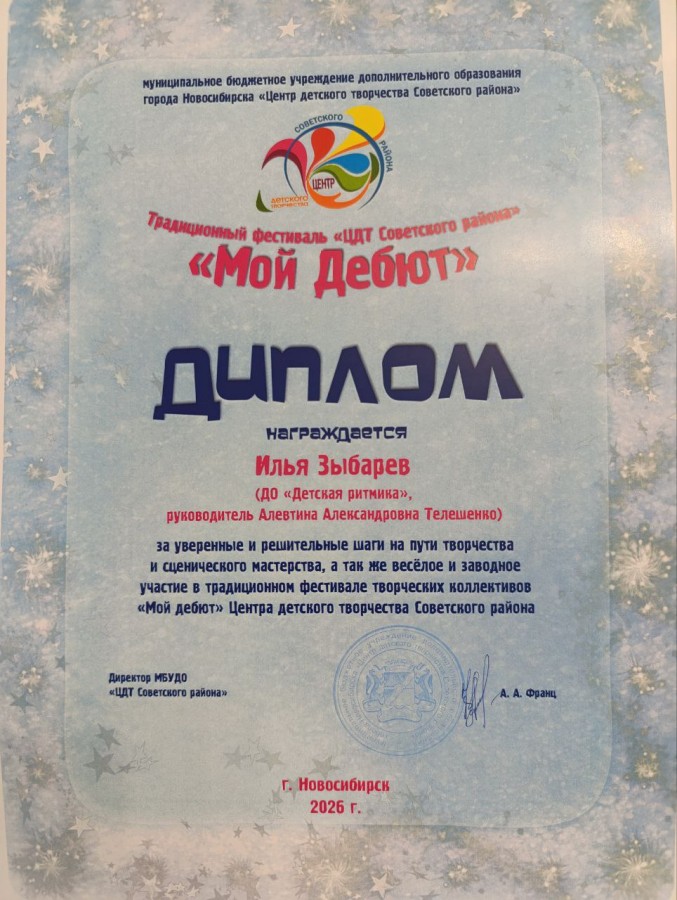 муниципальное бюджетное учреждение дополнительного образования
города Новосибирска «Центр детского творчества Советского района»
СОВЕТСКОГО
РАЙОНА
ЦЕНТР
ДЕТСКОГО
ТВОРЧЕСТВА
Традиционный фестиваль «ЦДТ Советского района»
«Мой Дебют»
ДИПЛОМ
награждается
Илья Зыбарев
(ДО «Детская ритмика»,
руководитель Алевтина Александровна Телешенко)
за уверенные и решительные шаги на пути творчества
и сценического мастерства, а так же весёлое и заводное
участие в традиционном фестивале творческих коллективов
«Мой дебют» Центра детского творчества Советского района
Директор МБУДО
«ЦДТ Советского района»
А. А. Франц
г. Новосибирск
2026 г.